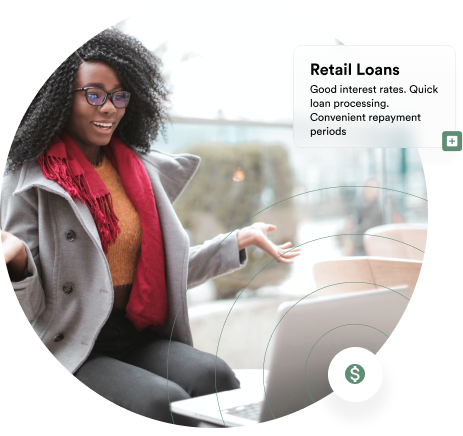 Retail Loans
Good interest rates. Quick
loan processing.
Convenient repayment
periods
$